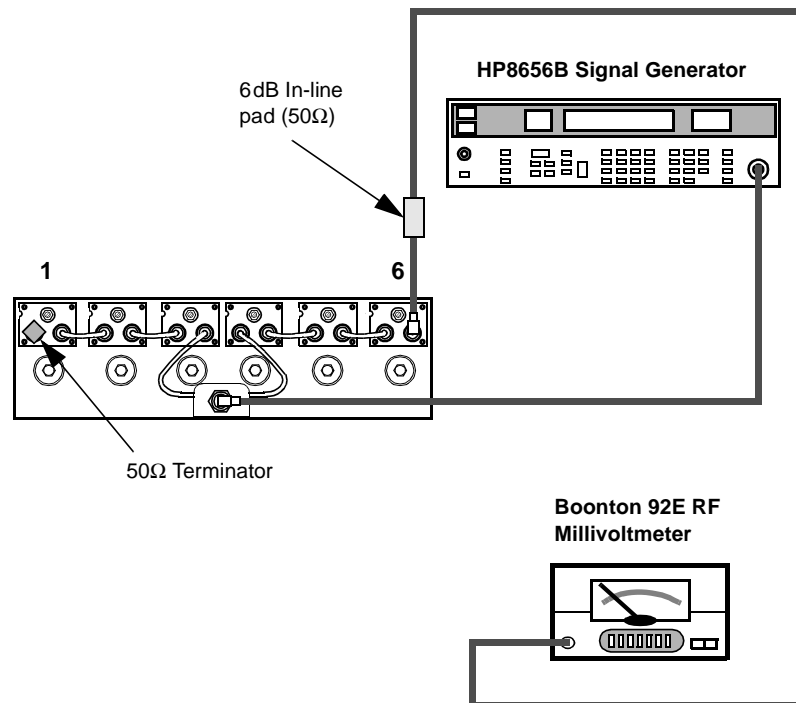 HP8656B Signal Generator
6dB In-line
pad (50Ω)
1
6
50Ω Terminator
Boonton 92E RF
Millivoltmeter